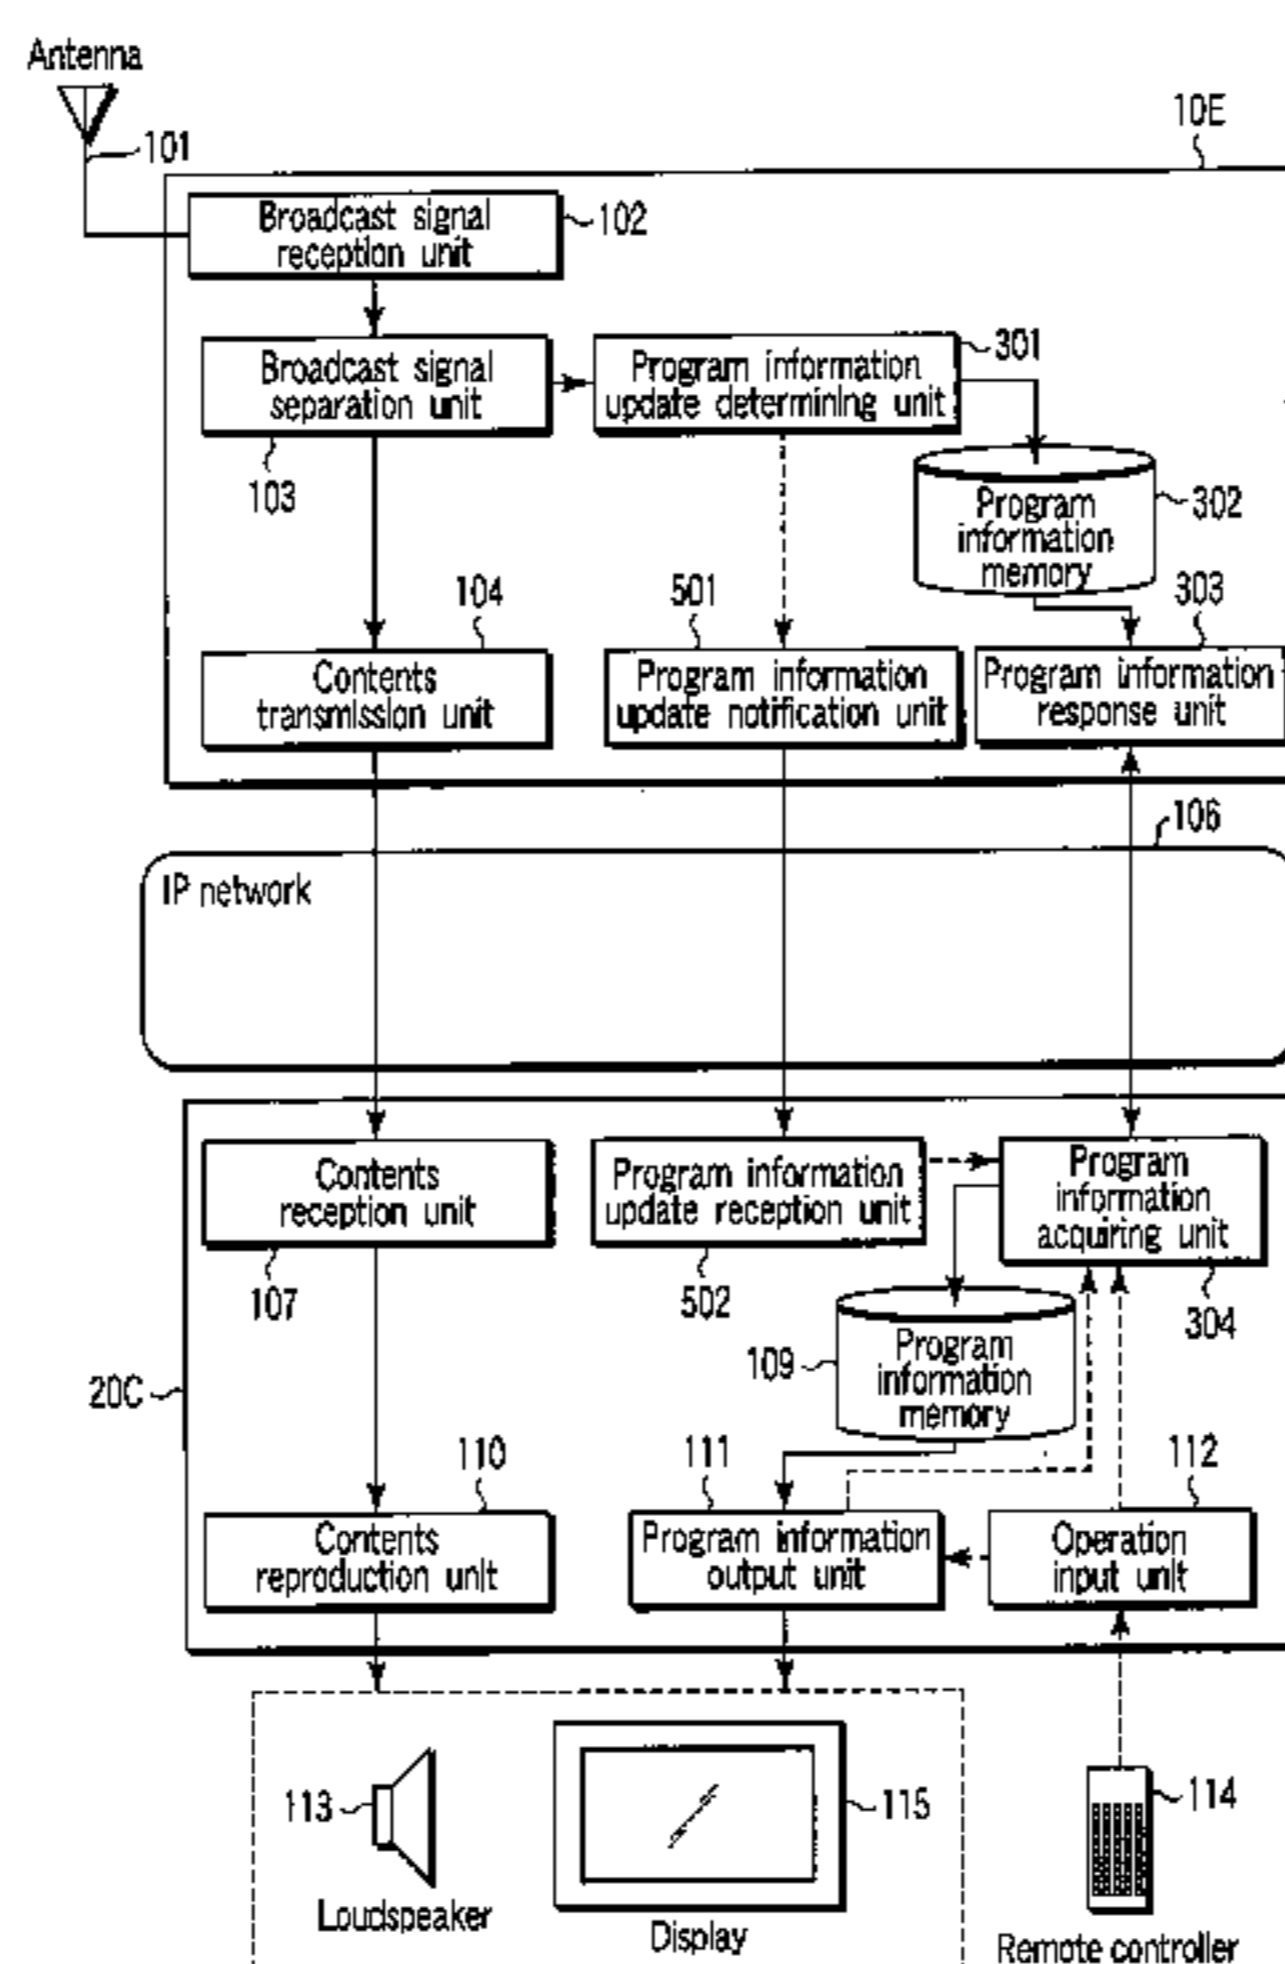 Antenna
101
10E
Broadcast signal
reception unit
102
Broadcast signal
separation unit
103
Program information
update determining unit
301
Program
information
memory
302
104
501
303
Contents
transmission unit
Program information
update notification unit
Program information
response unit
106
IP network
Contents
reception unit
107
Program information
update reception unit
502
Program
information
acquiring unit
304
109
Program
information
memory
20C
110
111
112
Contents
reproduction unit
Program information
output unit
Operation
input unit
113
115
114
Loudspeaker
Display
Remote controller